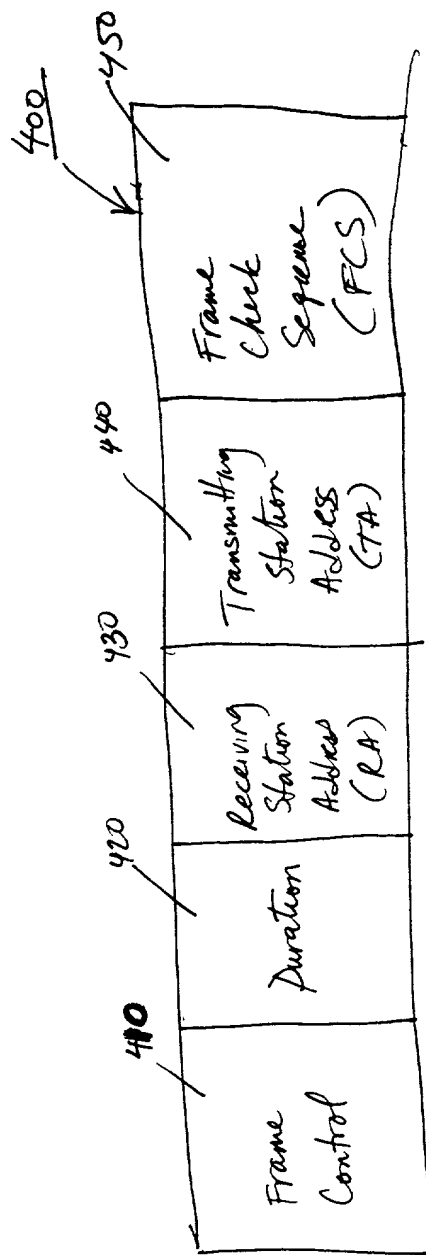 400
410
420
430
440
450
Frame
Control
Duration
Receiving
Station
Address
(RA)
Transmitting
Station
Address
(TA)
Frame
Check
Sequense
(FCS)